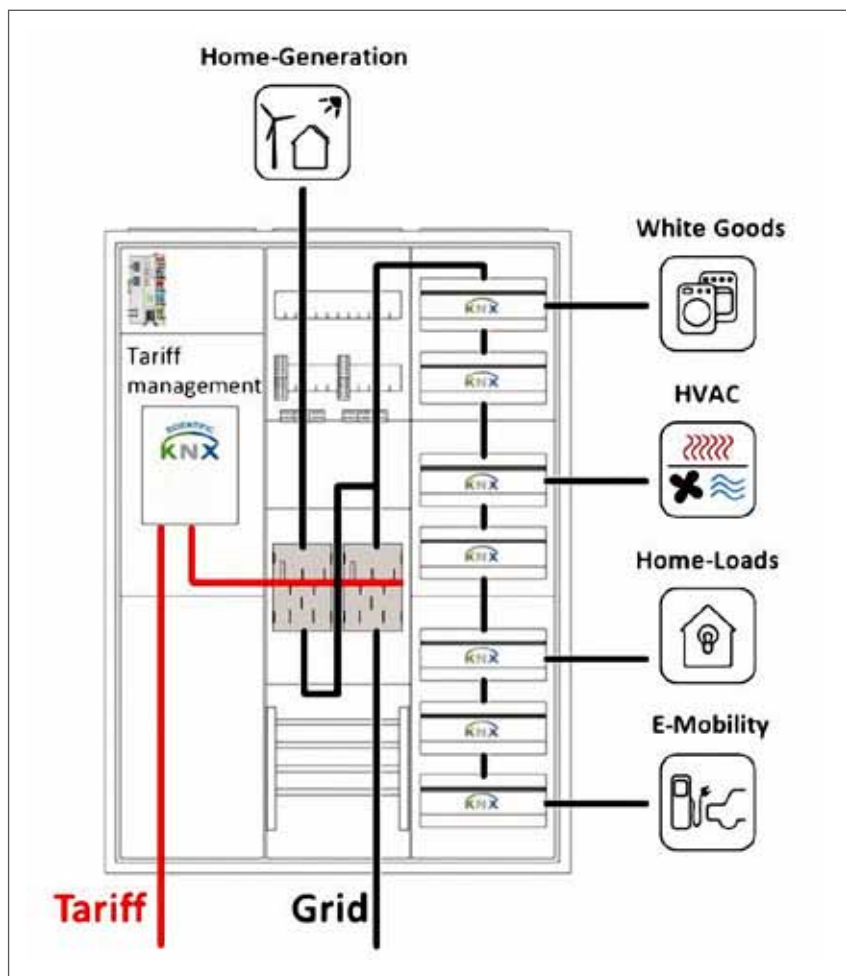 Home-Generation
White Goods
KNX
Tariff
management
KNX
HVAC
SCIENTIFIC
KNX
KNX
KNX
Home-Loads
KNX
E-Mobility
KNX
KNX
Tariff
Grid